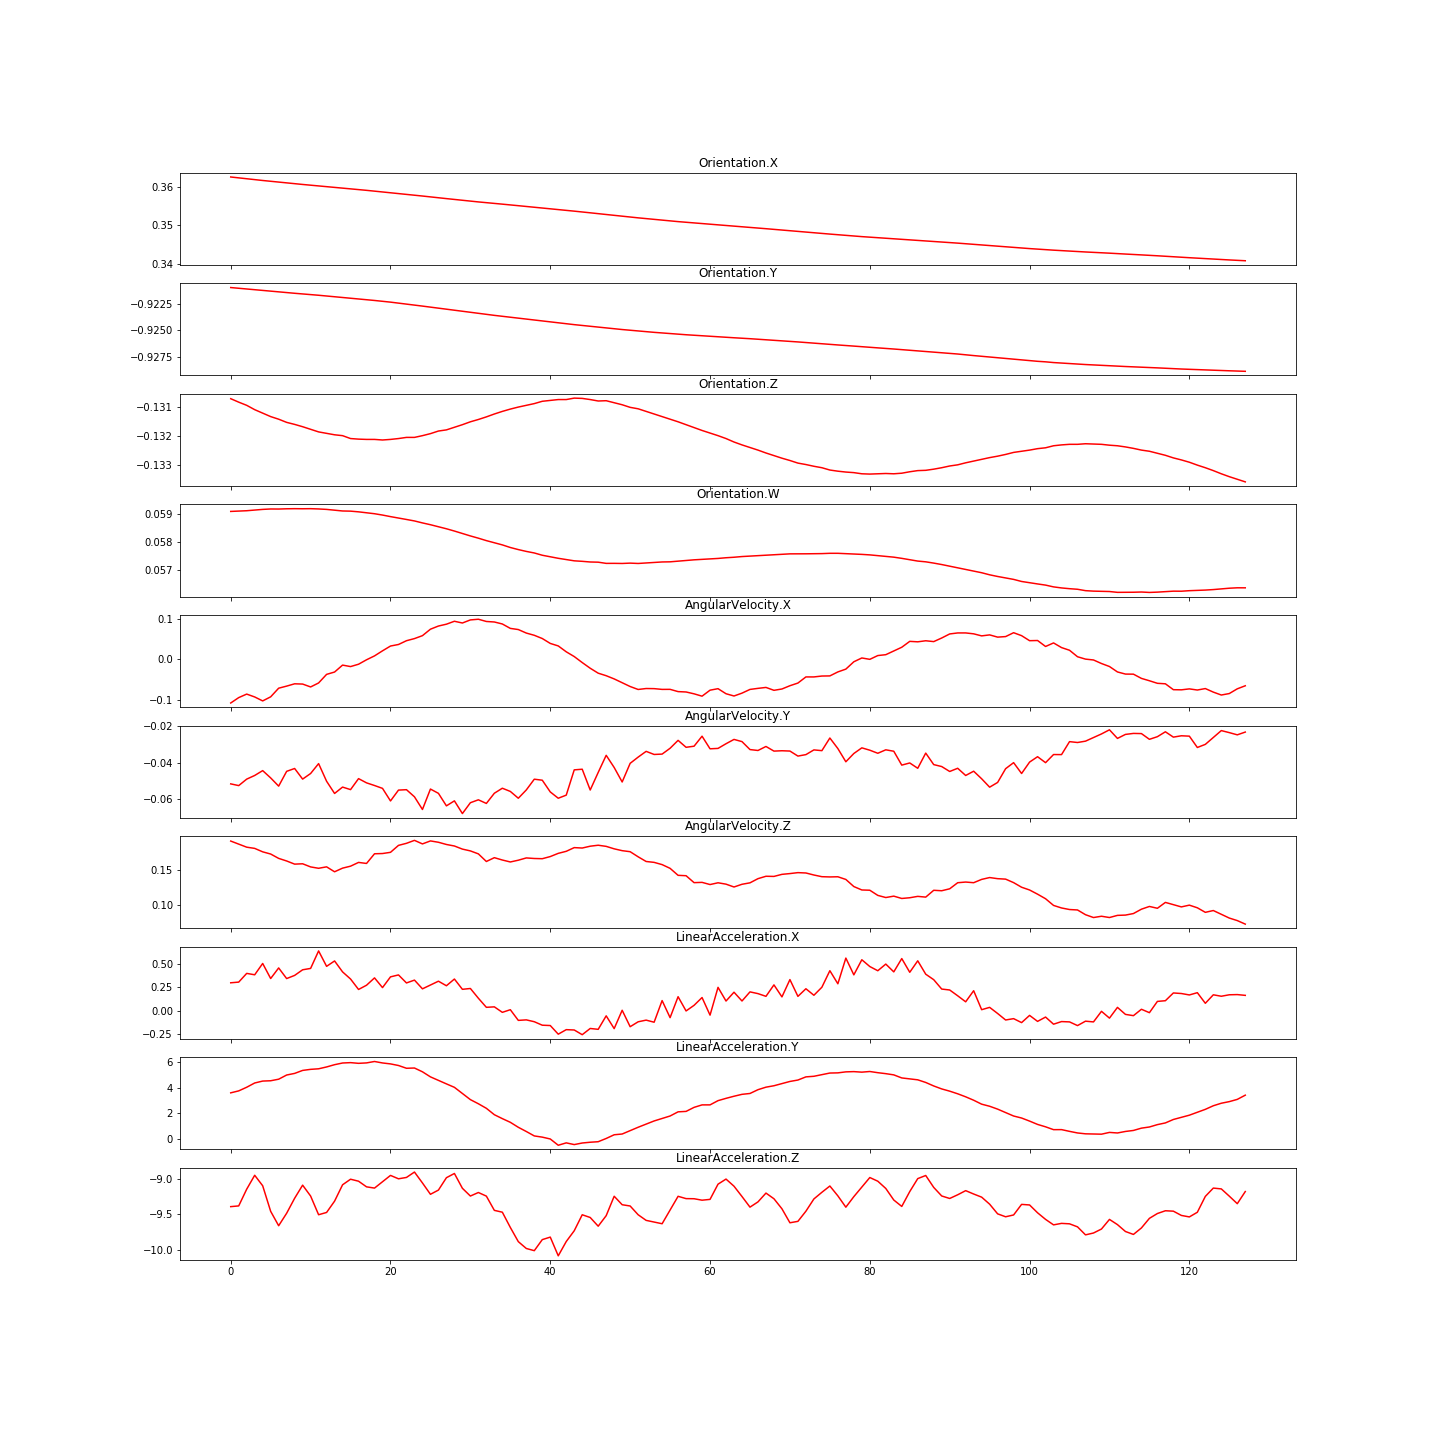 Orientation.X
0.36
0.35
0.34
Orientation.Y
−0.9225
−0.9250
−0.9275
Orientation.Z
−0.131
−0.132
−0.133
Orientation.W
0.059
0.058
0.057
AngularVelocity.X
0.1
0.0
−0.1
AngularVelocity.Y
−0.02
−0.04
−0.06
AngularVelocity.Z
0.15
0.10
LinearAcceleration.X
0.50
0.25
0.00
−0.25
LinearAcceleration.Y
6
4
2
0
LinearAcceleration.Z
−9.0
−9.5
−10.0
0 20 40 60 80 100 120